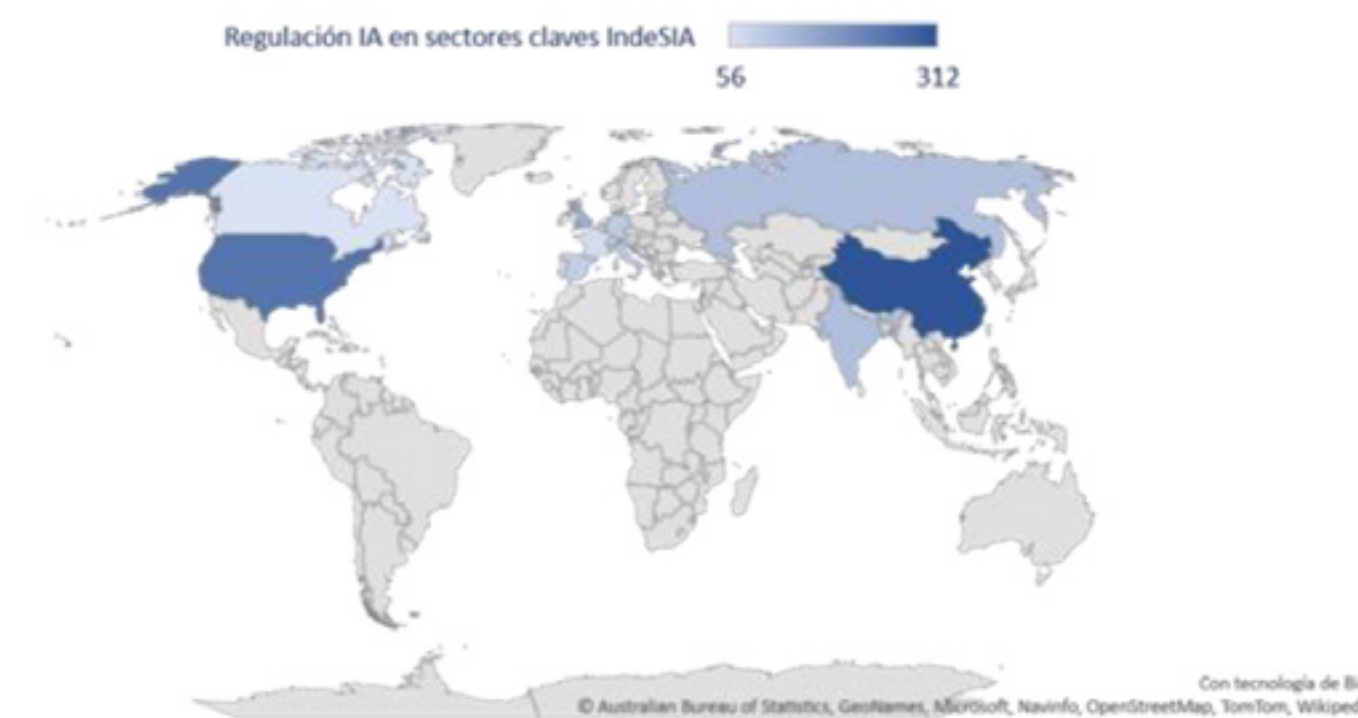 Regulación IA en sectores claves IndeSIA
56 312
Con tecnología de
© Australian Bureau of Statistics, GeoNames, Microsoft, Navinfo, OpenStreetMap, TomTom,